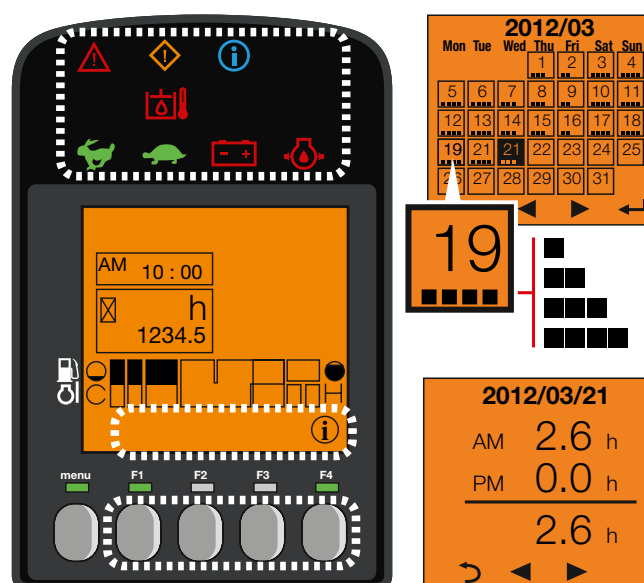 AM 10 : 00
h
1234.5
C H
i
menu F1 F2 F3 F4
2012/03
Mon Tue Wed Thu Fri Sat Sun
1 2 3 4
5 6 7 8 9 10 11
12 13 14 15 16 17 18
19 21 21 22 23 24 25
26 27 28 29 30 31
19
2012/03/21
AM 2.6 h
PM 0.0 h
2.6 h